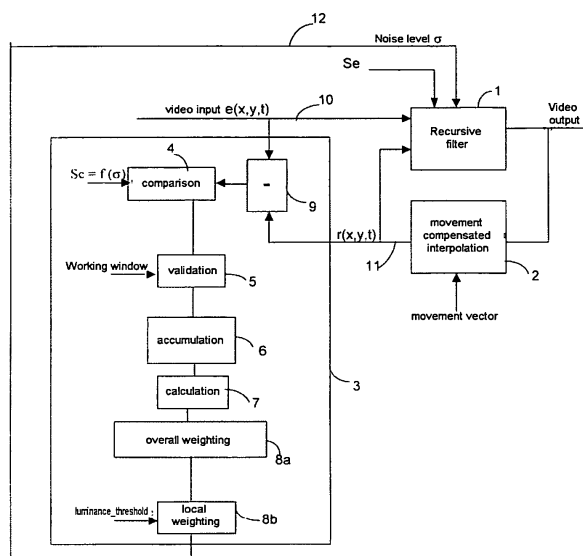 12
Noise level σ
Se
1
video input e(x,y,t)
10
Video
output
Recursive
filter
4
Sc = f (σ)
comparison
-
9
r(x,y,t)
11
movement
compensated
interpolation
2
Working window
validation
5
movement vector
accumulation
6
3
calculation
7
overall weighting
8a
luminance_threshold :
local
weighting
8b